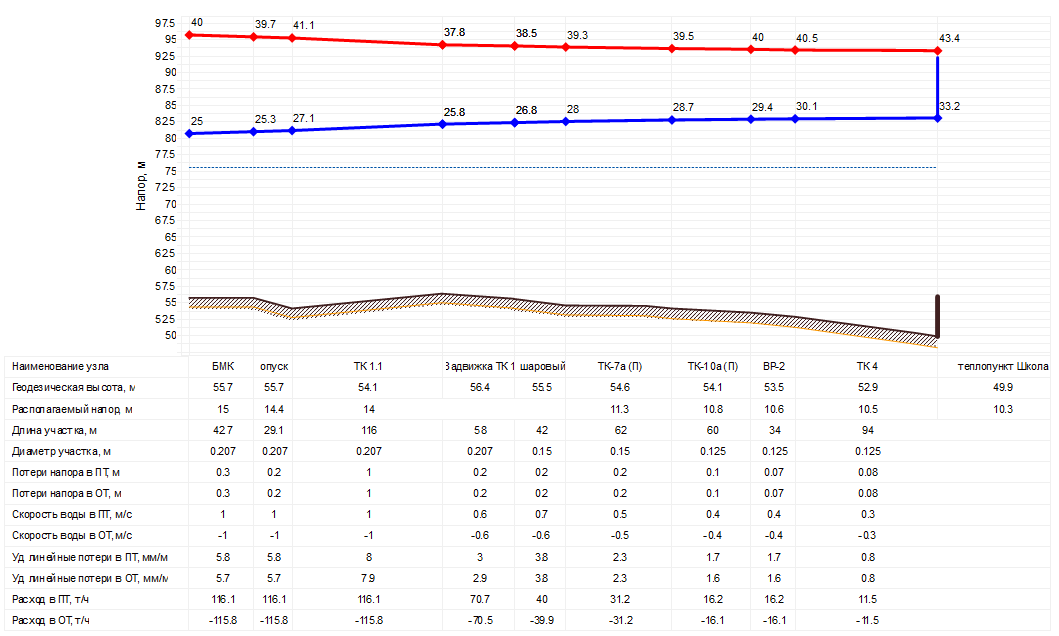 97.5
95
92.5
90
87.5
85
82.5
80
77.5
75
72.5
70
67.5
65
62.5
60
57.5
55
52.5
50
Напор, м
40 39.7 41.1 37.8 38.5 39.3 39.5 40 40.5 43.4
25 25.3 27.1 25.8 26.8 28 28.7 29.4 30.1 33.2
Наименование узла БМК опуск ТК 1.1 Задвижка ТК 1 шаровый ТК-7а (П) ТК-10а (П) ВР-2 ТК 4 теплопункт Школа
Геодезическая высота, м 55.7 55.7 54.1 56.4 55.5 54.6 54.1 53.5 52.9 49.9
Располагаемый напор, м 15 14.4 14 11.3 10.8 10.6 10.5 10.3
Длина участка, м 42.7 29.1 116 58 42 62 60 34 94
Диаметр участка, м 0.207 0.207 0.207 0.207 0.15 0.15 0.125 0.125 0.125
Потери напора в ПТ, м 0.3 0.2 1 0.2 0.2 0.2 0.1 0.07 0.08
Потери напора в ОТ, м 0.3 0.2 1 0.2 0.2 0.2 0.1 0.07 0.08
Скорость воды в ПТ, м/с 1 1 1 0.6 0.7 0.5 0.4 0.4 0.3
Скорость воды в ОТ, м/с -1 -1 -1 -0.6 -0.6 -0.5 -0.4 -0.4 -0.3
Уд. линейные потери в ПТ, мм/м 5.8 5.8 8 3 3.8 2.3 1.7 1.7 0.8
Уд. линейные потери в ОТ, мм/м 5.7 5.7 7.9 2.9 3.8 2.3 1.6 1.6 0.8
Расход в ПТ, т/ч 116.1 116.1 116.1 70.7 40 31.2 16.2 16.2 11.5
Расход в ОТ, т/ч -115.8 -115.8 -115.8 -70.5 -39.9 -31.2 -16.1 -16.1 -11.5